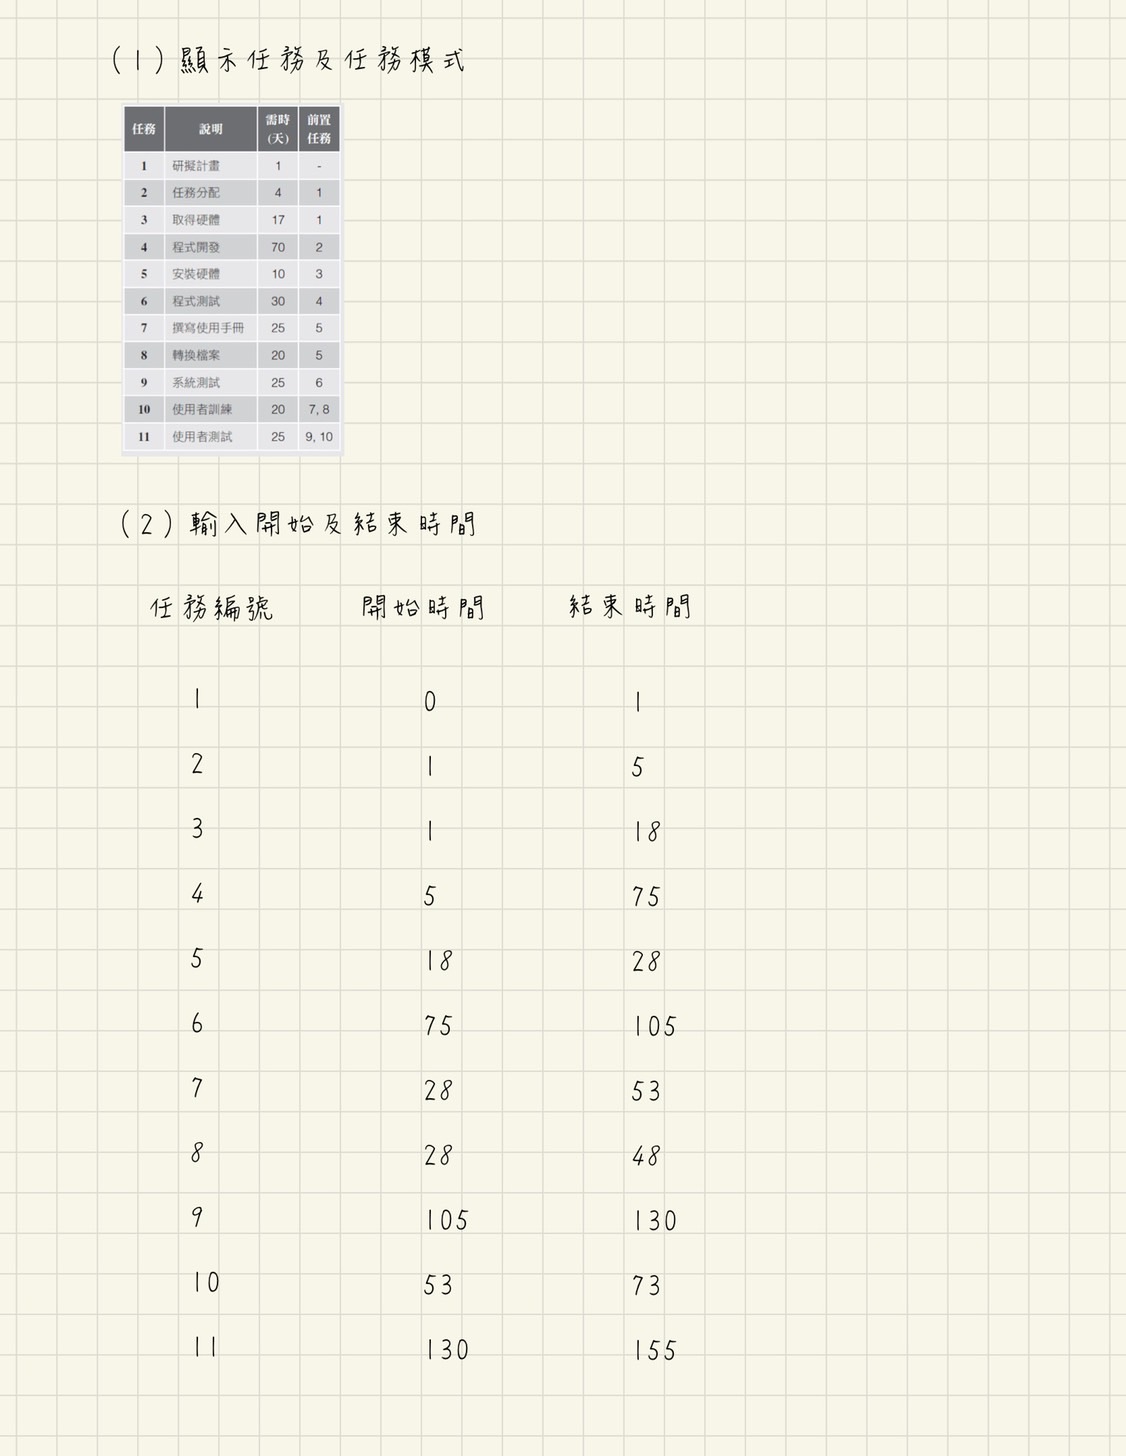 (1)顯示任務及任務模式
任務 說明 需時(天) 前置任務
1 研擬計畫 1 -
2 任務分配 4 1
3 取得硬體 17 1
4 程式開發 70 2
5 安裝硬體 10 3
6 程式測試 30 4
7 撰寫使用手冊 25 5
8 轉換檔案 20 5
9 系統測試 25 6
10 使用者訓練 20 7, 8
11 使用者測試 25 9, 10
(2)輸入開始及結束時間
任務編號 開始時間 結束時間
1 0 1
2 1 5
3 1 18
4 5 75
5 18 28
6 75 105
7 28 53
8 28 48
9 105 130
10 53 73
11 130 155